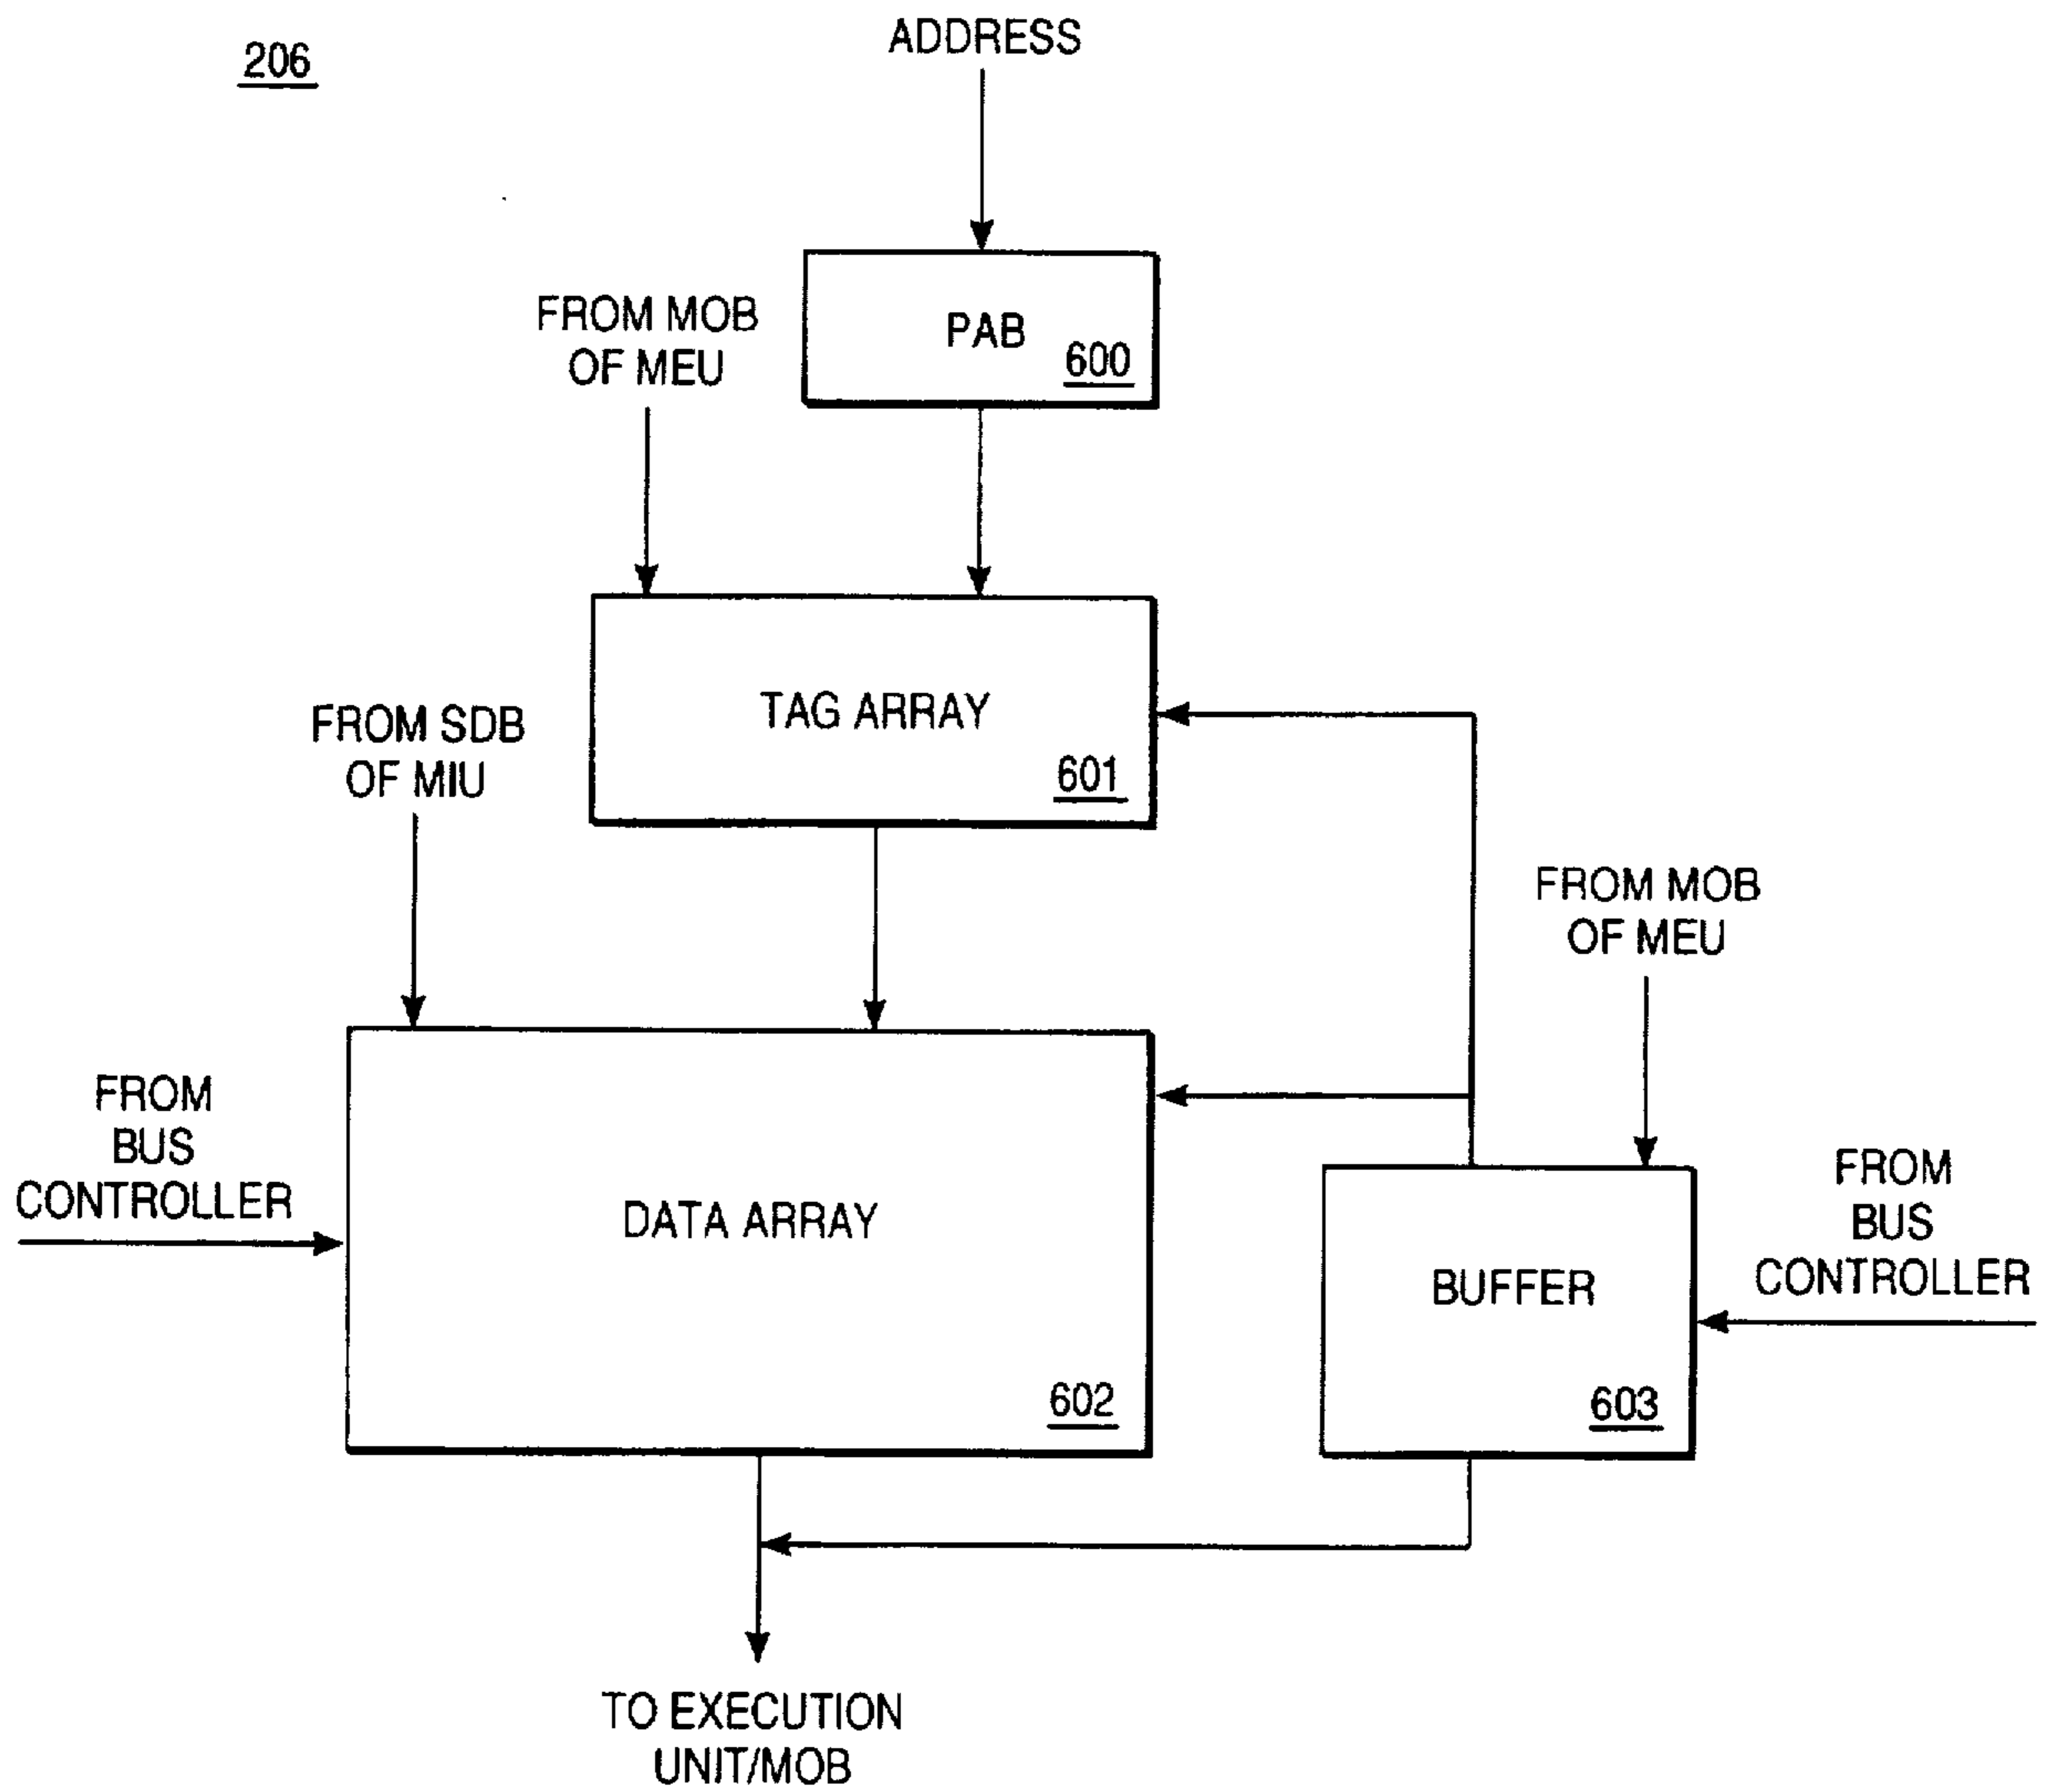 206
ADDRESS
PAB
600
FROM MOB
OF MEU
TAG ARRAY
601
FROM SDB
OF MIU
FROM MOB
OF MEU
FROM
BUS
CONTROLLER
DATA ARRAY
602
BUFFER
603
FROM
BUS
CONTROLLER
TO EXECUTION
UNIT/MOB